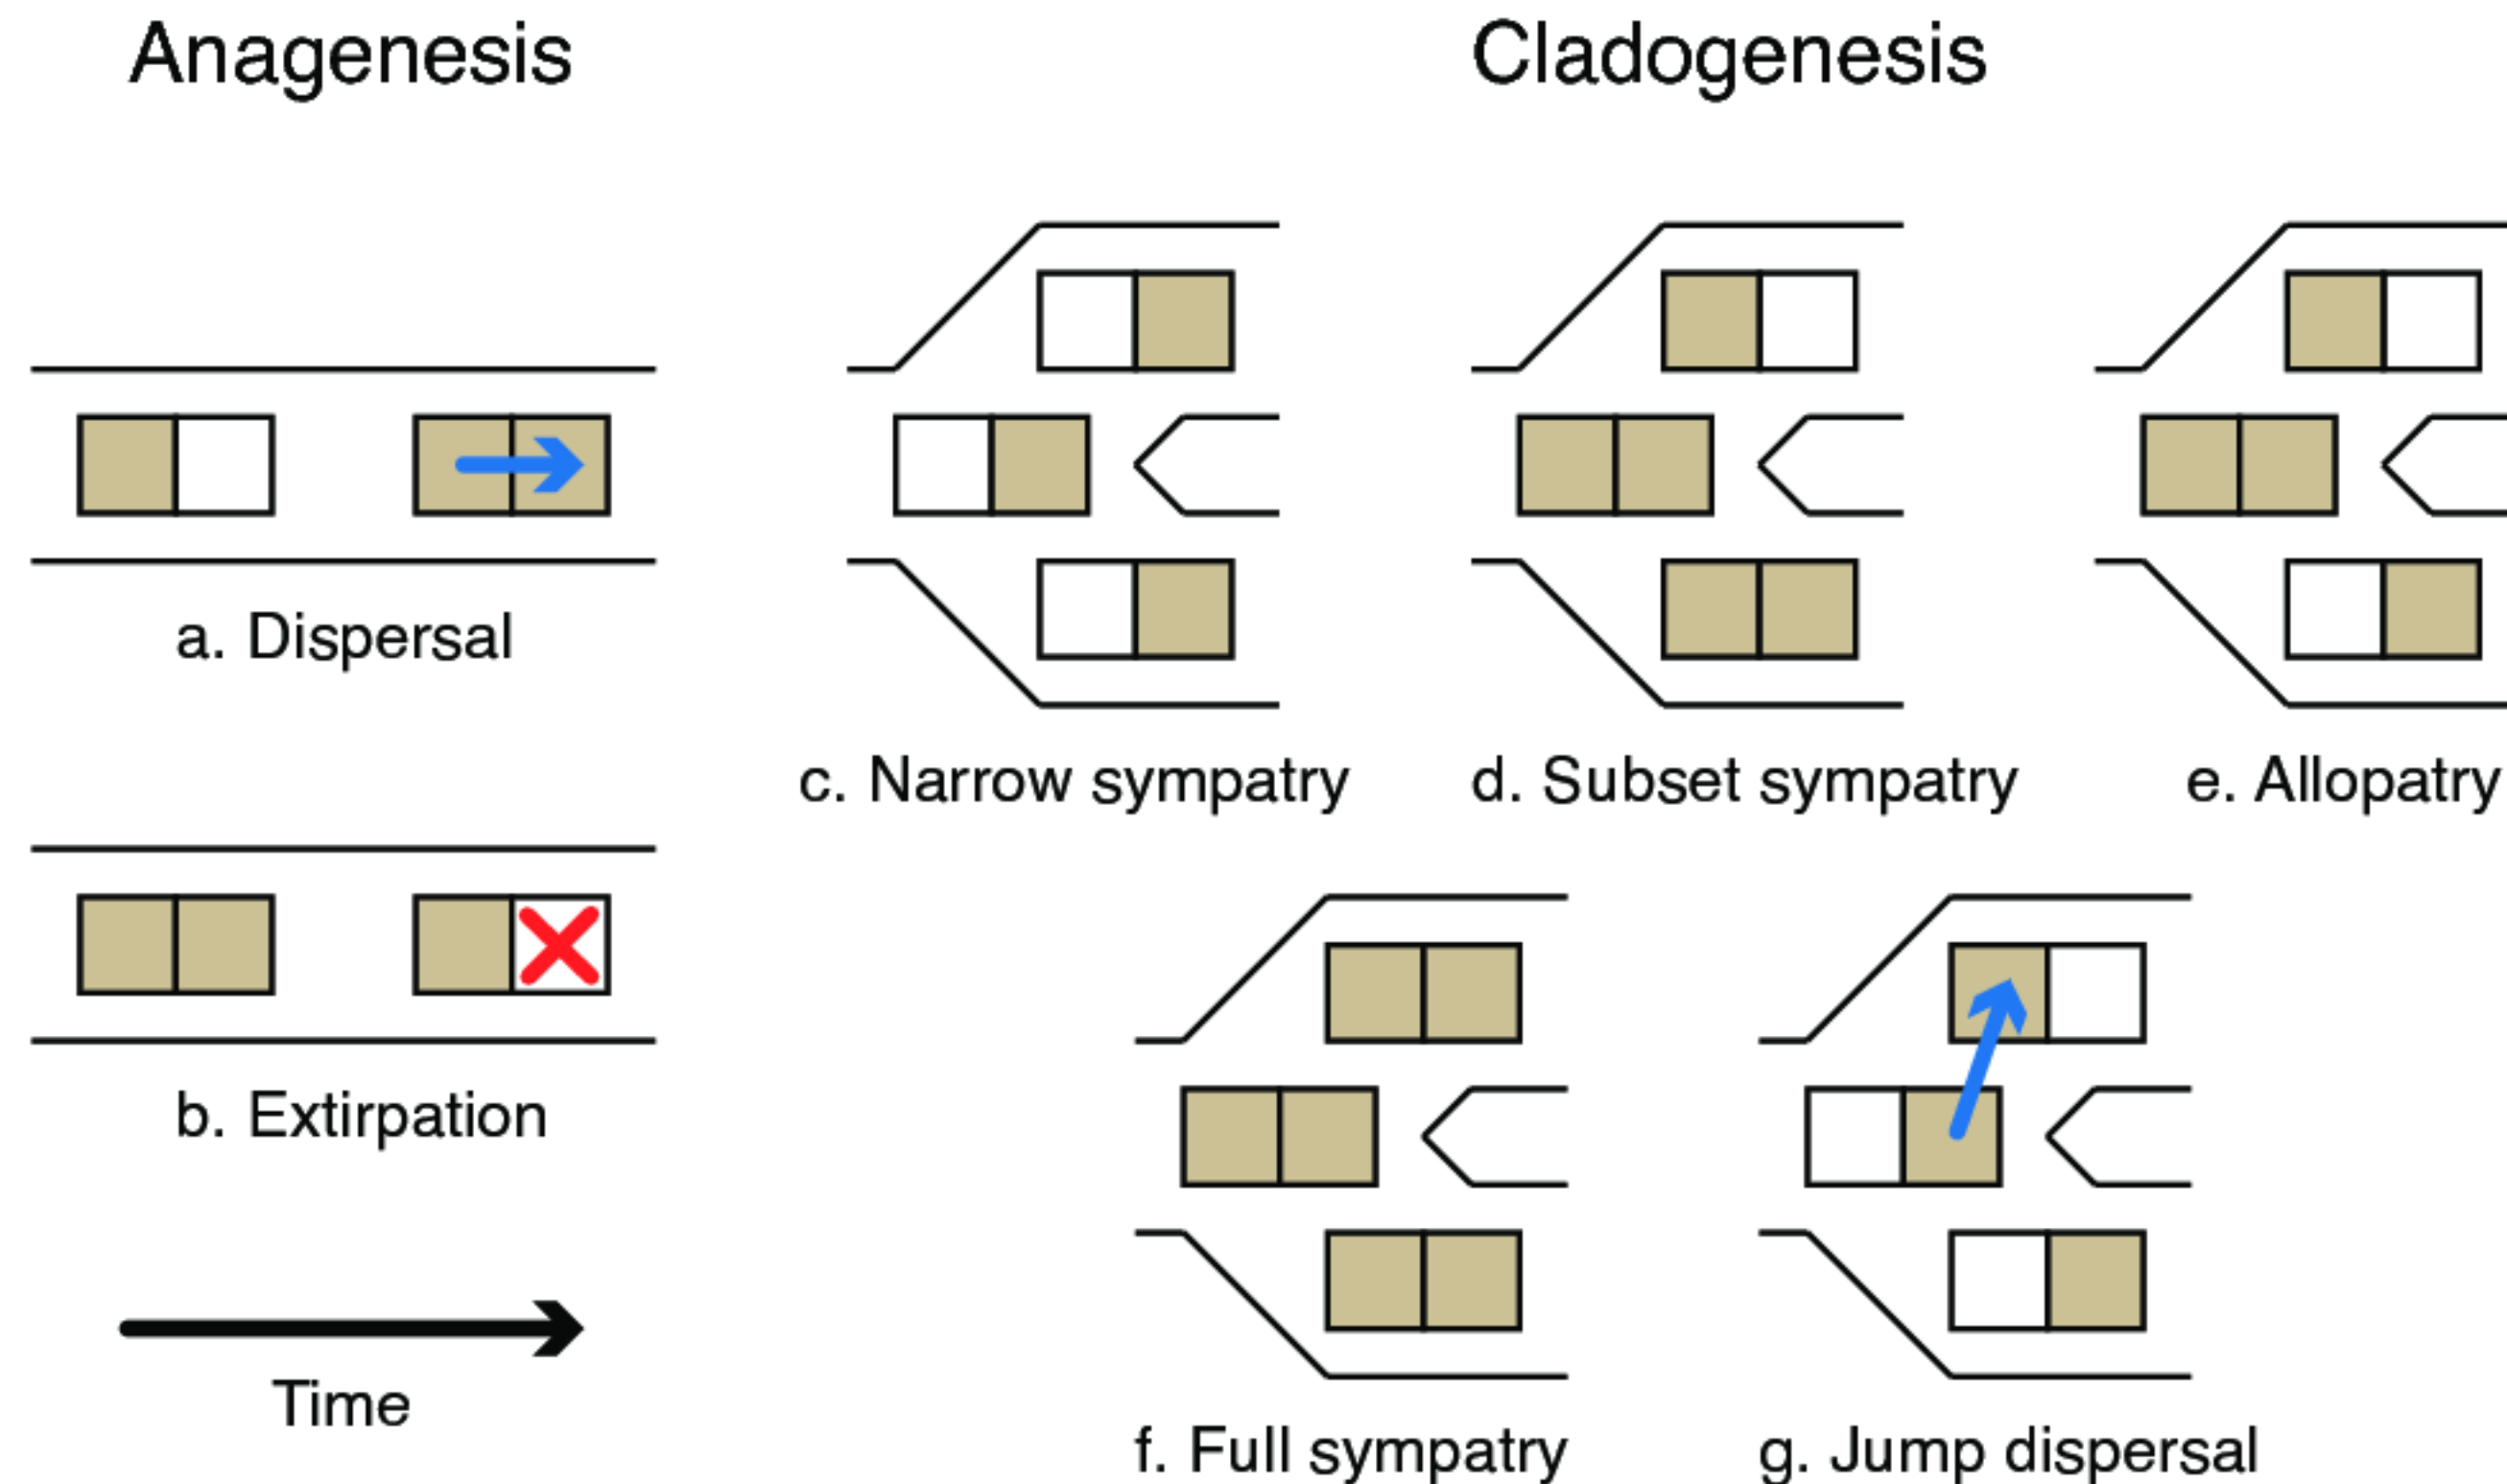 Anagenesis
Cladogenesis
a. Dispersal
c. Narrow sympatry
d. Subset sympatry
e. Allopatry
b. Extirpation
Time
f. Full sympatry
g. Jump dispersal